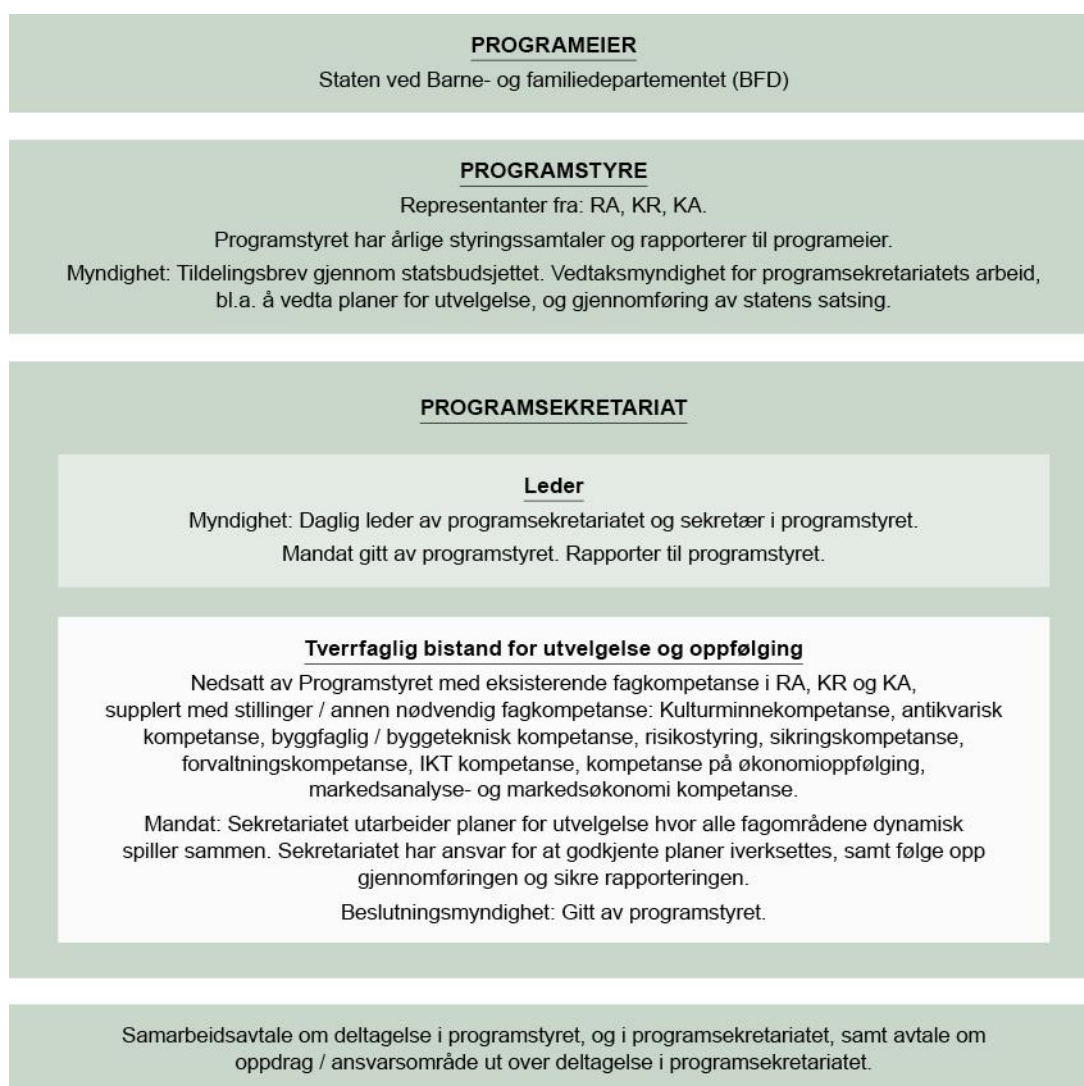 PROGRAMEIER
Staten ved Barne- og familiedepartementet (BFD)
PROGRAMSTYRE
Representanter fra: RA, KR, KA.
Programstyret har årlige styringssamtaler og rapporterer til programeier.
Myndighet: Tildelingsbrev gjennom statsbudsjettet. Vedtaksmyndighet for programsekretariatets arbeid,
bl.a. å vedta planer for utvelgelse, og gjennomføring av statens satsing.
PROGRAMSEKRETARIAT
Leder
Myndighet: Daglig leder av programsekretariatet og sekretær i programstyret.
Mandat gitt av programstyret. Rapporter til programstyret.
Tverrfaglig bistand for utvelgelse og oppfølging
Nedsatt av Programstyret med eksisterende fagkompetanse i RA, KR og KA,
supplert med stillinger / annen nødvendig fagkompetanse: Kulturminnekompetanse, antikvarisk
kompetanse, byggfaglig / byggeteknisk kompetanse, risikostyring, sikringskompetanse,
forvaltningskompetanse, IKT kompetanse, kompetanse på økonomioppfølging,
markedsanalyse- og markedsøkonomi kompetanse.
Mandat: Sekretariatet utarbeider planer for utvelgelse hvor alle fagområdene dynamisk
spiller sammen. Sekretariatet har ansvar for at godkjente planer iverksettes, samt følge opp
gjennomføringen og sikre rapporteringen.
Beslutningsmyndighet: Gitt av programstyret.
Samarbeidsavtale om deltagelse i programstyret, og i programsekretariatet, samt avtale om
oppdrag / ansvarsområde ut over deltagelse i programsekretariatet.